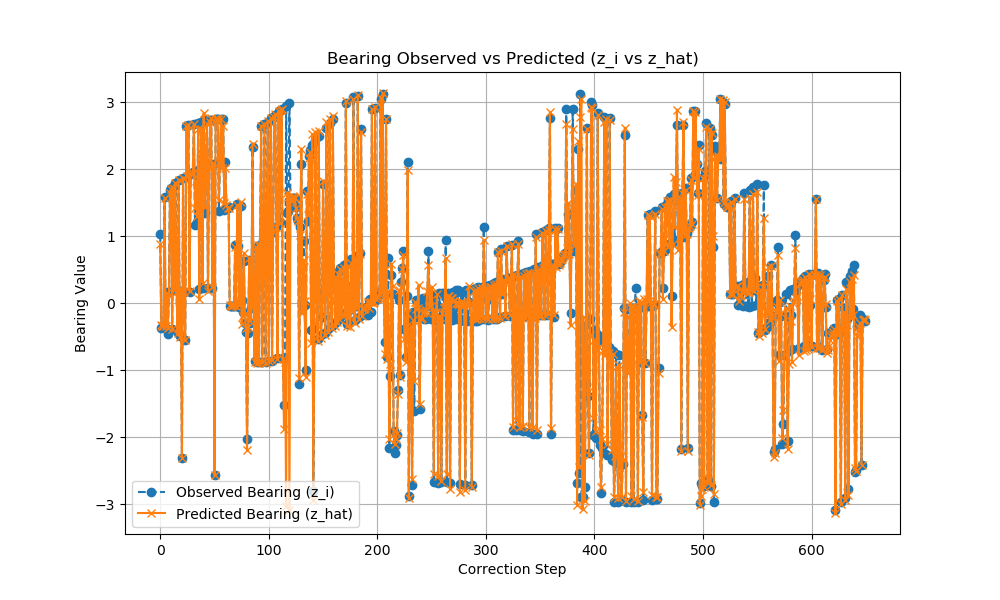 Bearing Observed vs Predicted (z_i vs z_hat)
Bearing Value
3
2
1
0
−1
−2
−3
Observed Bearing (z_i)
Predicted Bearing (z_hat)
0 100 200 300 400 500 600
Correction Step